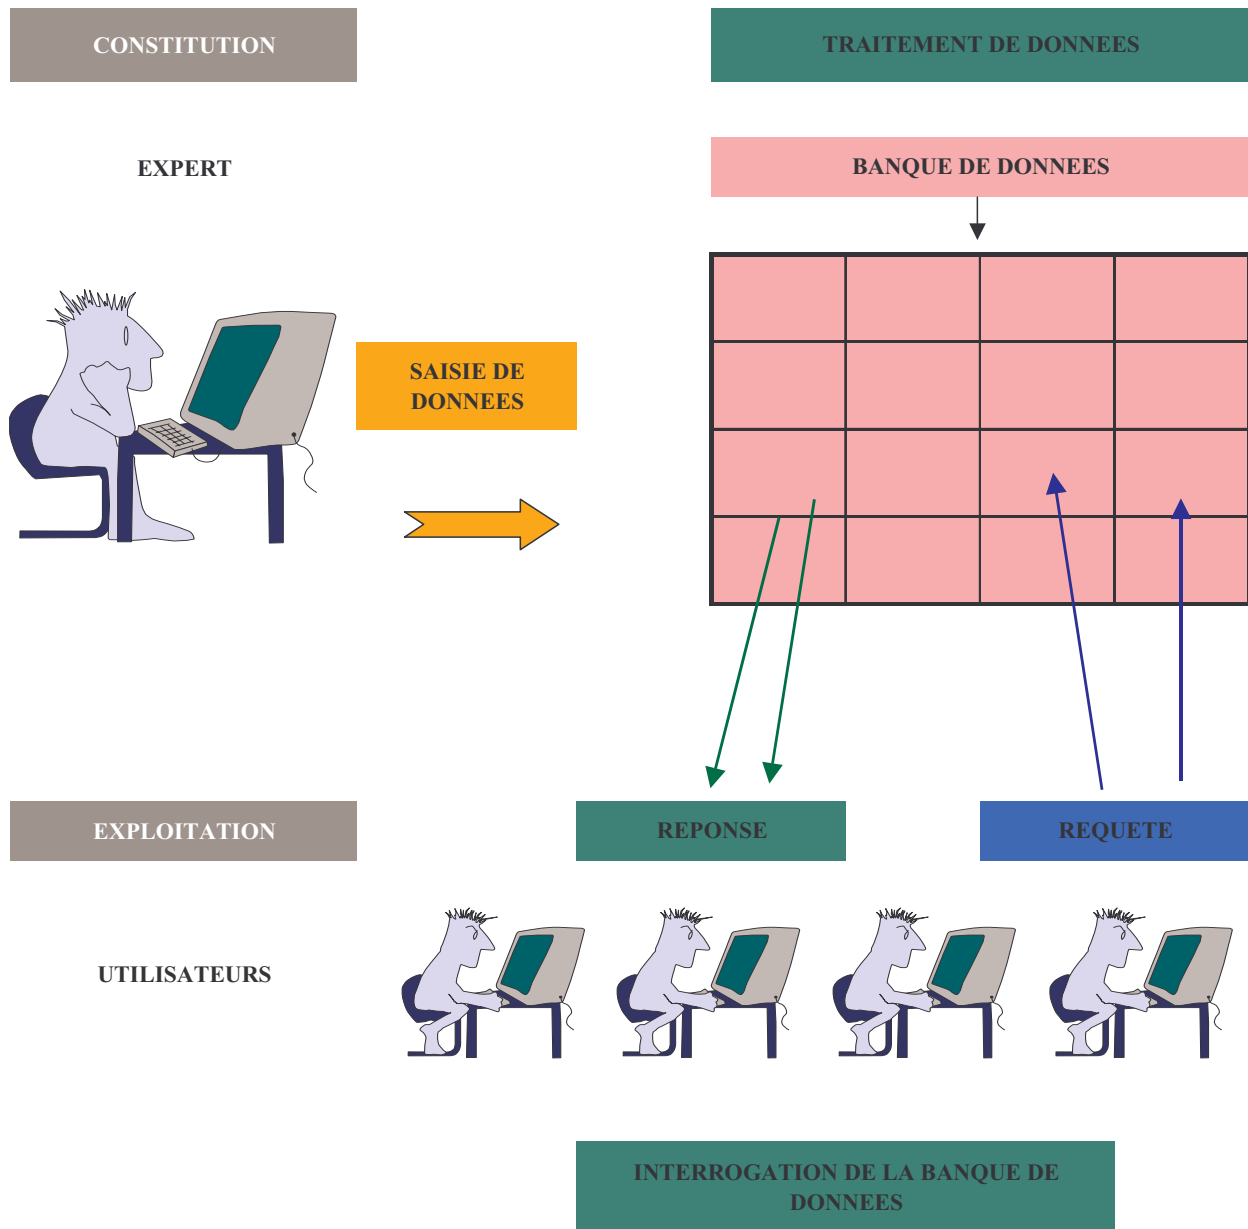 CONSTITUTION
TRAITEMENT DE DONNEES
EXPERT
BANQUE DE DONNEES
SAISIE DE
DONNEES
EXPLOITATION
REPONSE
REQUETE
UTILISATEURS
INTERROGATION DE LA BANQUE DE
DONNEES